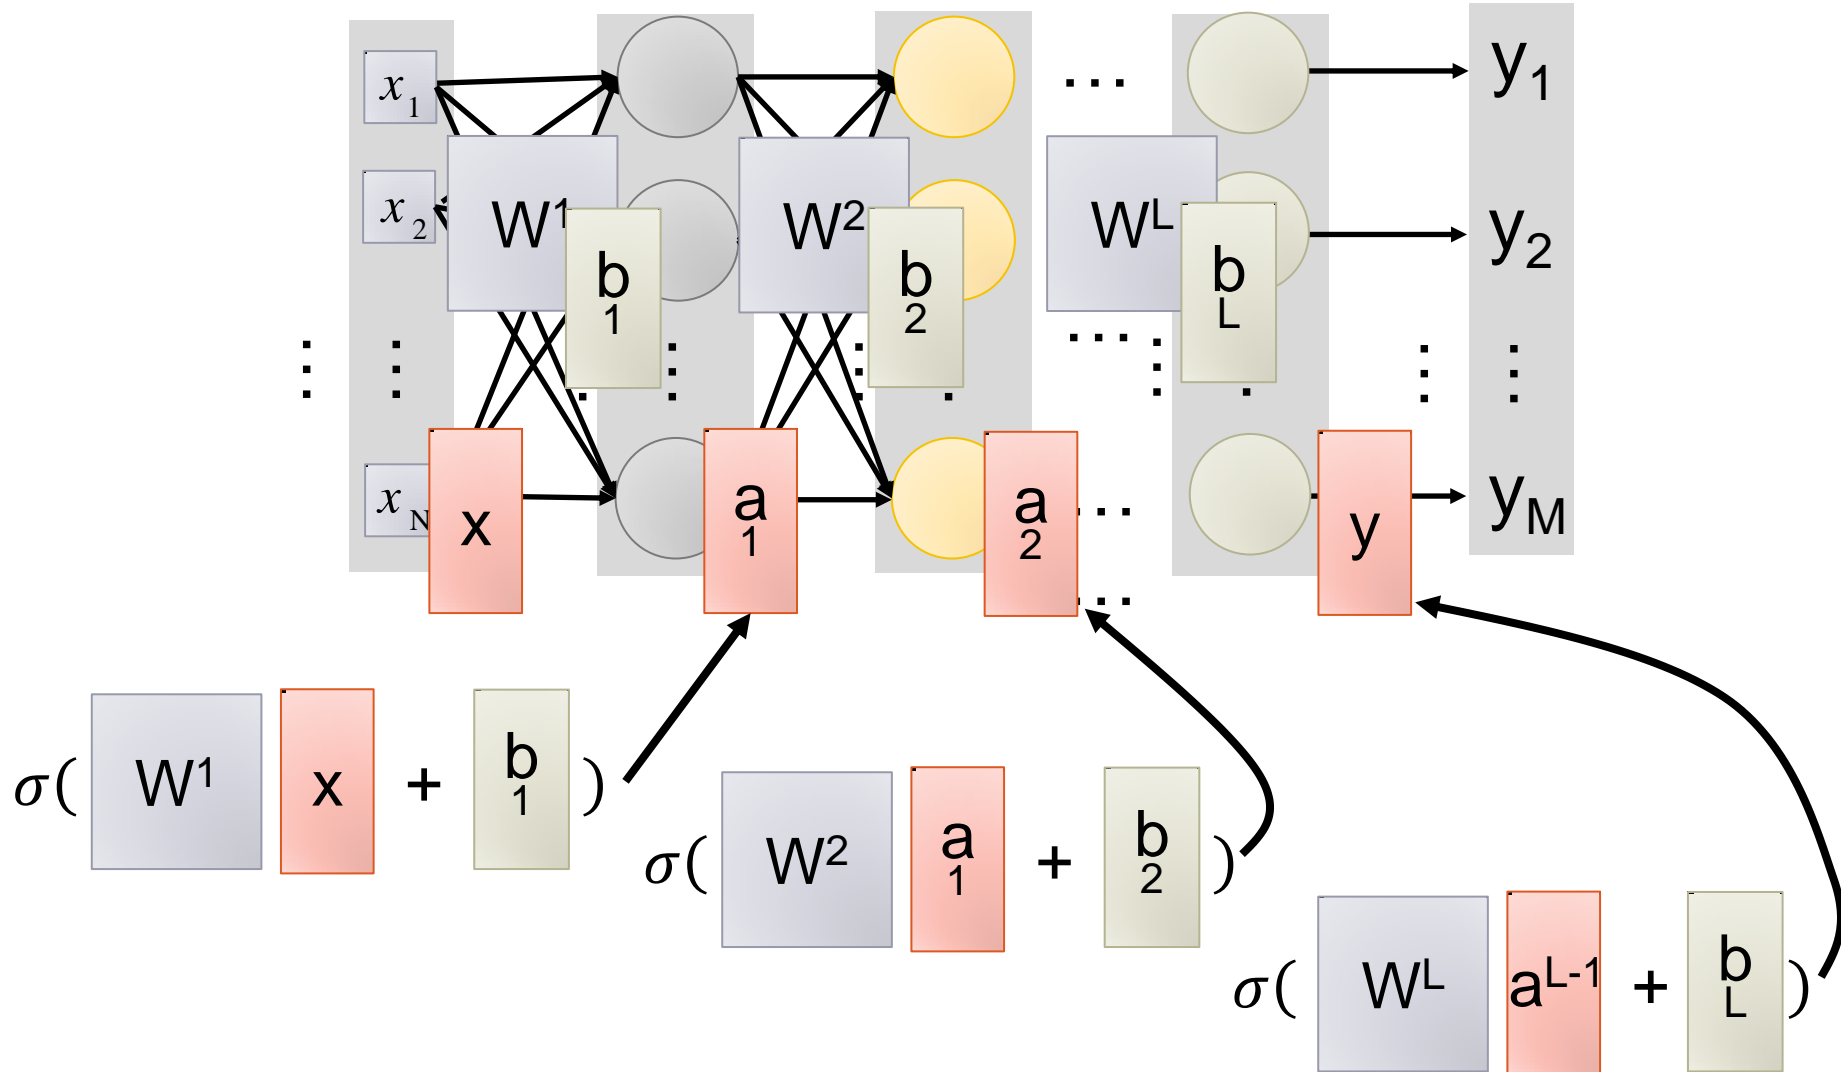 x1 … y1
x2 W1 b1 W2 b2 WL bL y2
⋮ ⋮ ⋮ ⋮ … ⋮ ⋮ ⋮
xN x a1 a2 … y yM
…
σ( W1 x + b1 )
σ( W2 a1 + b2 )
σ( WL aL-1 + bL )